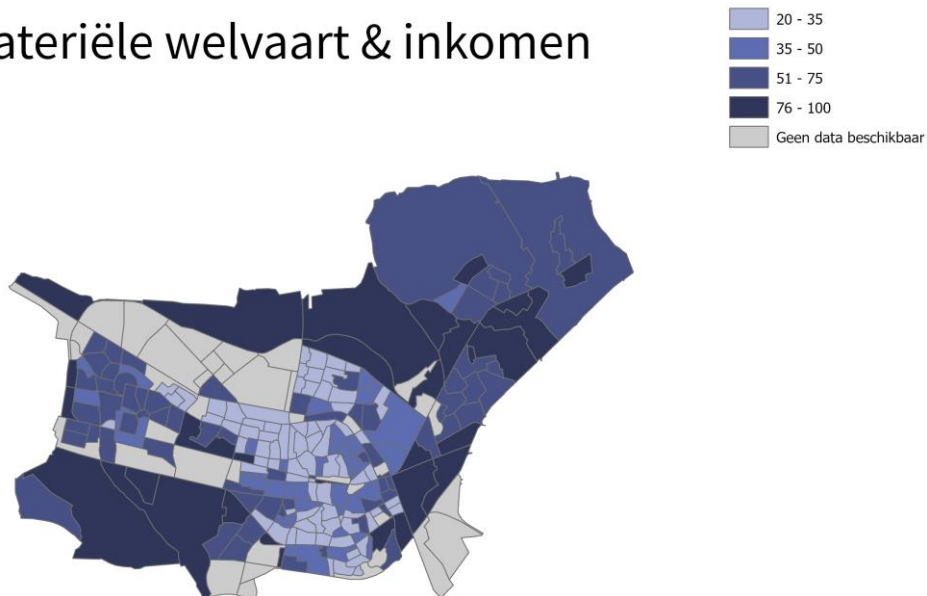 ateriële welvaart & inkomen
20 - 35
35 - 50
51 - 75
76 - 100
Geen data beschikbaar